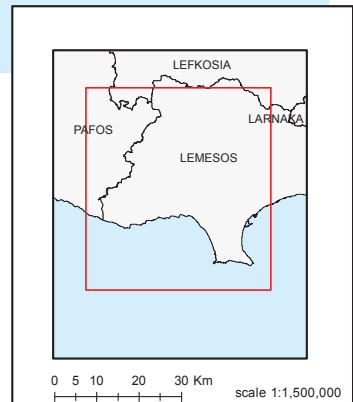 LEFKOSIA
LARNAKA
PAFOS
LEMESOS
0 5 10 20 30 Km
scale 1:1,500,000